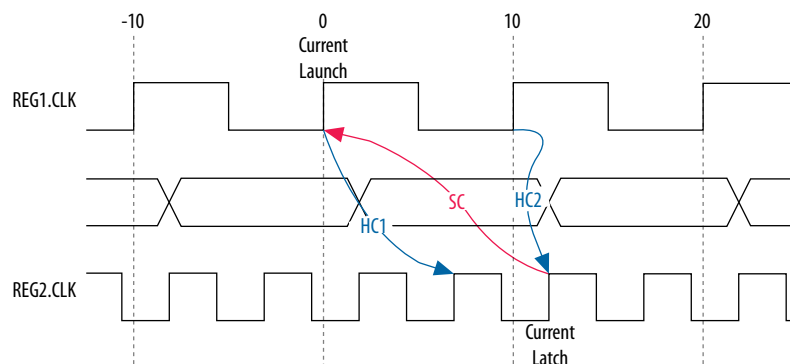 -10 0 10 20
Current
Launch
REG1.CLK
SC HC2
HC1
REG2.CLK
Current
Latch